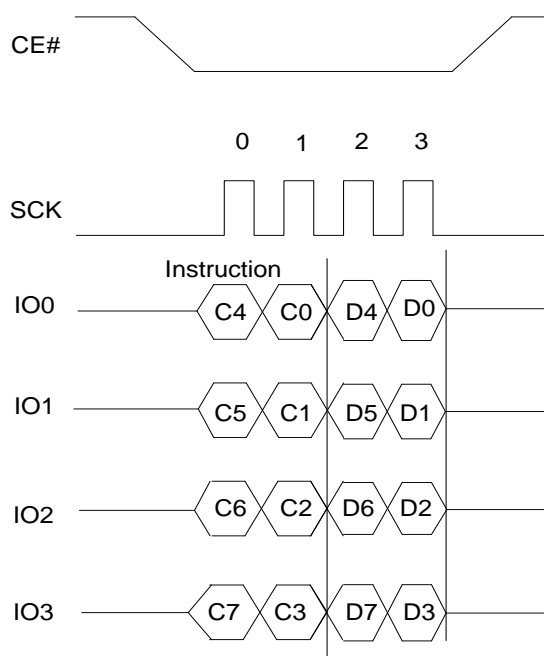 CE#
0 1 2 3
SCK
Instruction
IO0 C4 C0 D4 D0
IO1 C5 C1 D5 D1
IO2 C6 C2 D6 D2
IO3 C7 C3 D7 D3